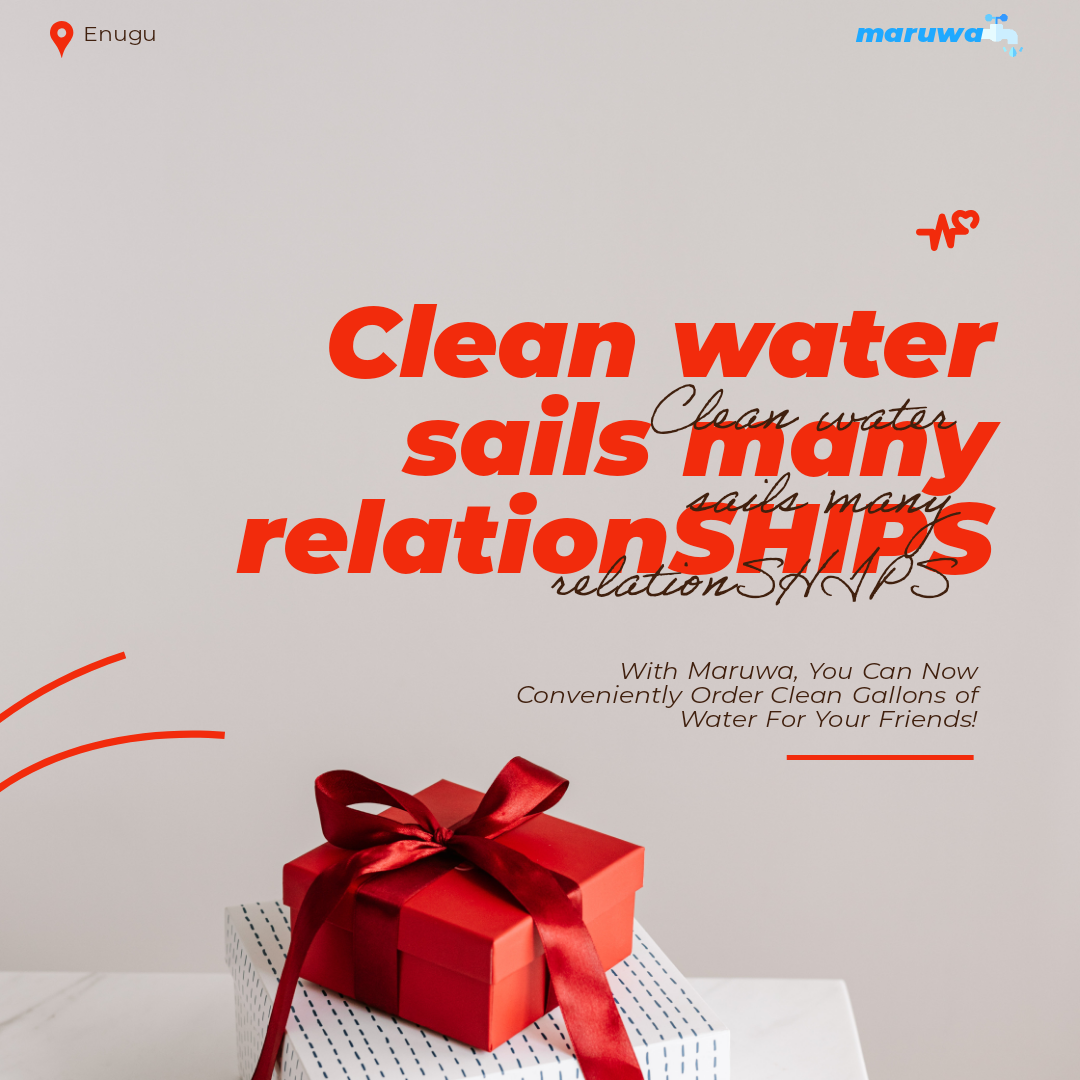 Enugu
maruwa
Clean water
sails many
relationSHIPS
Clean water
sails many
relationSHIPS
With Maruwa, You Can Now
Conveniently Order Clean Gallons of
Water For Your Friends!